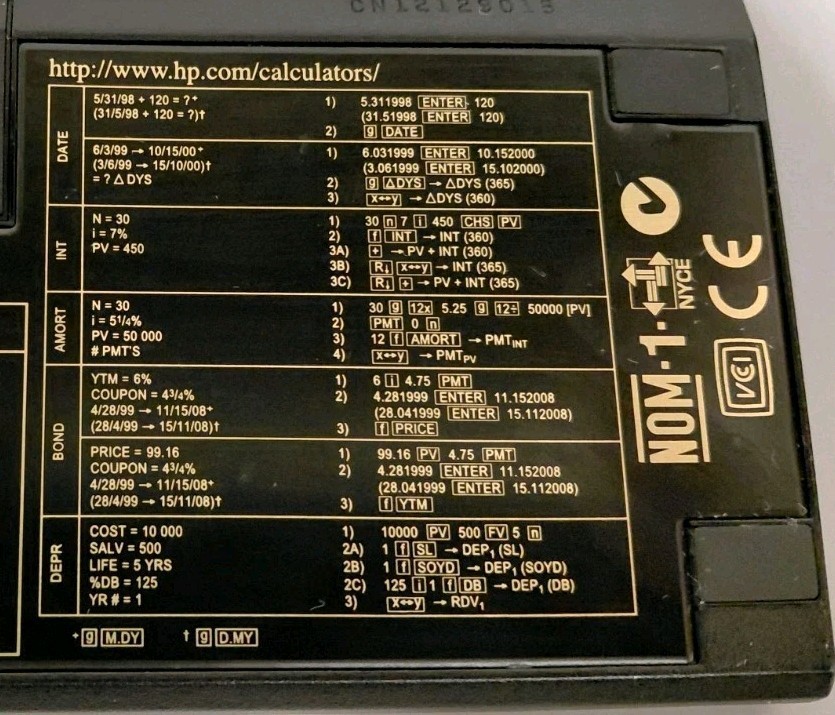 CN12129015
http://www.hp.com/calculators/
DATE
5/31/98 + 120 = ?⁺ 1) 5.311998 ENTER 120
(31/5/98 + 120 = ?)† (31.51998 ENTER 120)
2) g DATE
6/3/99 → 10/15/00⁺ 1) 6.031999 ENTER 10.152000
(3/6/99 → 15/10/00)† (3.061999 ENTER 15.102000)
= ? Δ DYS 2) g ΔDYS → ΔDYS (365)
3) x↔y → ΔDYS (360)
INT
N = 30 1) 30 n 7 i 450 CHS PV
i = 7% 2) f INT → INT (360)
PV = 450 3A) + → PV + INT (360)
3B) R↓ x↔y → INT (365)
3C) R↓ + → PV + INT (365)
AMORT
N = 30 1) 30 g 12x 5.25 g 12÷ 50000 [PV]
i = 5¹/₄% 2) PMT 0 n
PV = 50 000 3) 12 f AMORT → PMT_INT
# PMT'S 4) x↔y → PMT_PV
BOND
YTM = 6% 1) 6 i 4.75 PMT
COUPON = 4³/₄% 2) 4.281999 ENTER 11.152008
4/28/99 → 11/15/08⁺ (28.041999 ENTER 15.112008)
(28/4/99 → 15/11/08)† 3) f PRICE
PRICE = 99.16 1) 99.16 PV 4.75 PMT
COUPON = 4³/₄% 2) 4.281999 ENTER 11.152008
4/28/99 → 11/15/08⁺ (28.041999 ENTER 15.112008)
(28/4/99 → 15/11/08)† 3) f YTM
DEPR
COST = 10 000 1) 10000 PV 500 FV 5 n
SALV = 500 2A) 1 f SL → DEP₁ (SL)
LIFE = 5 YRS 2B) 1 f SOYD → DEP₁ (SOYD)
%DB = 125 2C) 125 i 1 f DB → DEP₁ (DB)
YR # = 1 3) x↔y → RDV₁
⁺ g M.DY † g D.MY
NOM·1·
NYCE
CE
VCI